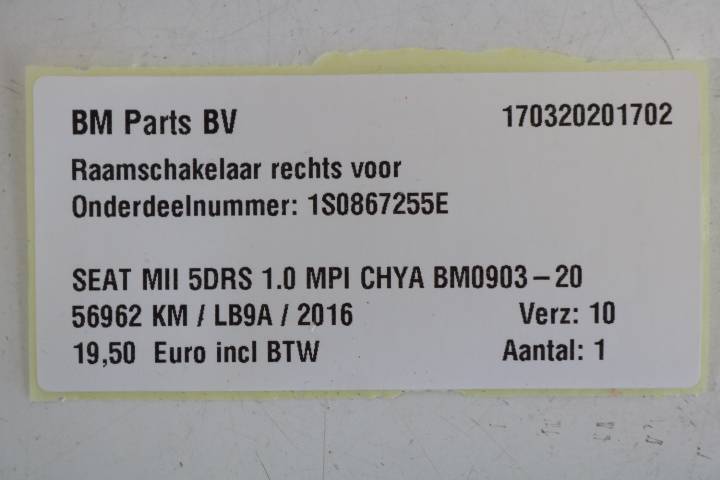 BM Parts BV 170320201702
Raamschakelaar rechts voor
Onderdeelnummer: 1S0867255E
SEAT MII 5DRS 1.0 MPI CHYA BM0903-20
56962 KM / LB9A / 2016 Verz: 10
19,50 Euro incl BTW Aantal: 1